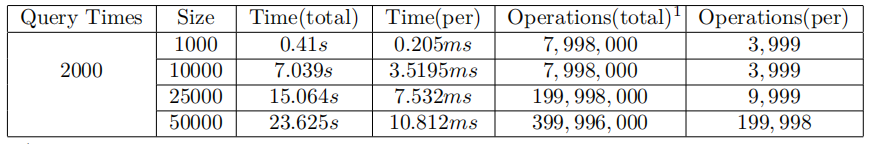 Query Times Size Time(total) Time(per) Operations(total)1 Operations(per)
1000 0.41s 0.205ms 7,998,000 3,999
2000 10000 7.039s 3.5195ms 7,998,000 3,999
25000 15.064s 7.532ms 199,998,000 9,999
50000 23.625s 10.812ms 399,996,000 199,998